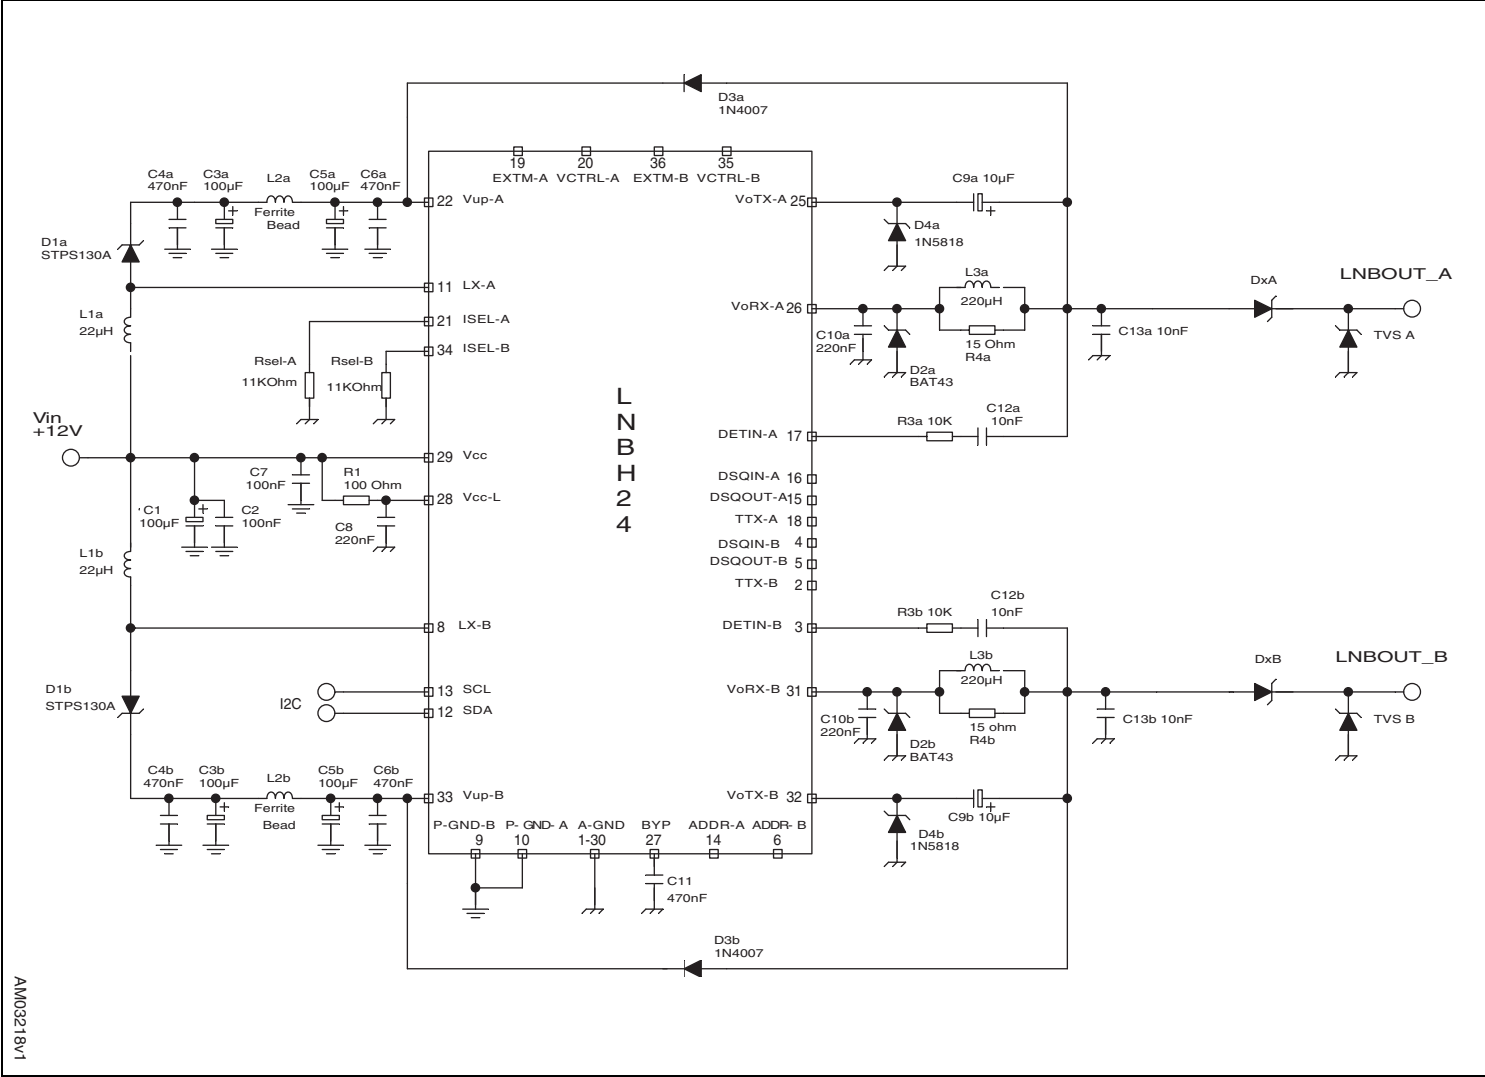 D3a
1N4007
C4a
470nF
C3a
100µF
L2a
Ferrite
Bead
C5a
100µF
C6a
470nF
+
+
19
EXTM-A
20
VCTRL-A
36
EXTM-B
35
VCTRL-B
22 Vup-A
VoTX-A 25
C9a 10µF
+
D4a
1N5818
D1a
STPS130A
11 LX-A
L3a
220µH
15 Ohm
R4a
DxA
LNBOUT_A
L1a
22µH
21 ISEL-A
VoRX-A 26
C10a
220nF
D2a
BAT43
C13a 10nF
TVS A
34 ISEL-B
Rsel-A
11KOhm
Rsel-B
11KOhm
L
N
B
H
2
4
Vin
+12V
29 Vcc
DETIN-A 17
R3a 10K
C12a
10nF
C7
100nF
R1
100 Ohm
28 Vcc-L
DSQIN-A 16
DSQOUT-A 15
TTX-A 18
DSQIN-B 4
DSQOUT-B 5
TTX-B 2
'C1
100µF
+
C2
100nF
C8
220nF
L1b
22µH
8 LX-B
DETIN-B 3
R3b 10K
C12b
10nF
D1b
STPS130A
I2C
13 SCL
12 SDA
VoRX-B 31
C10b
220nF
D2b
BAT43
L3b
220µH
15 ohm
R4b
C13b 10nF
DxB
LNBOUT_B
TVS B
C4b
470nF
C3b
100µF
+
L2b
Ferrite
Bead
C5b
100µF
+
C6b
470nF
33 Vup-B
VoTX-B 32
C9b 10µF
+
D4b
1N5818
P-GND-B
9
P- GND- A
10
A-GND
1-30
BYP
27
ADDR-A
14
ADDR- B
6
C11
470nF
D3b
1N4007
AM03218v1